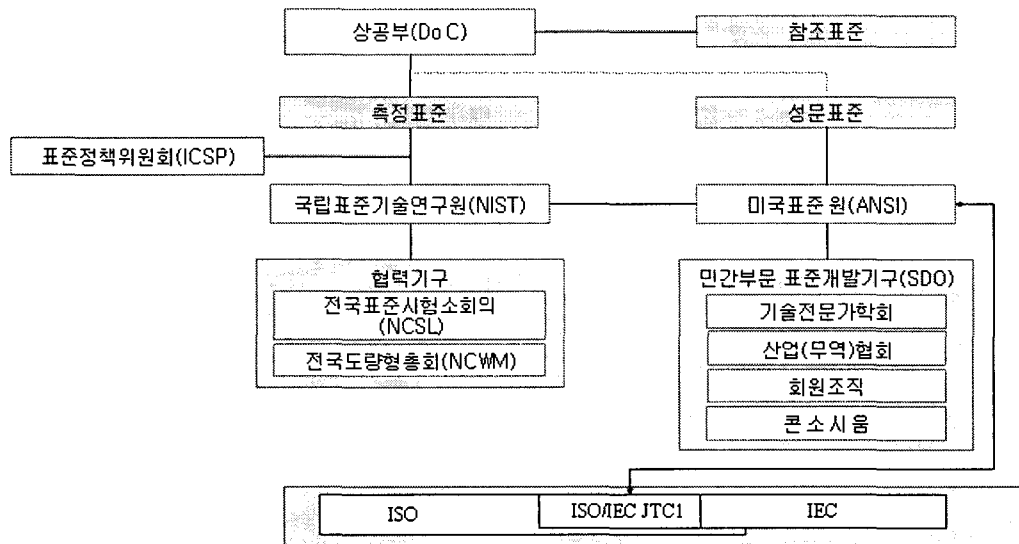 상공부(Do C)
참조표준
측정표준
성문표준
표준정책위원회(ICSP)
국립표준기술연구원(NIST)
미국표준원(ANSI)
협력기구
전국표준시험소회의
(NCSL)
전국도량형총회(NCWM)
민간부문 표준개발기구(SDO)
기술전문가학회
산업(무역)협회
회원조직
콘소시움
ISO
ISO/IEC JTC1
IEC